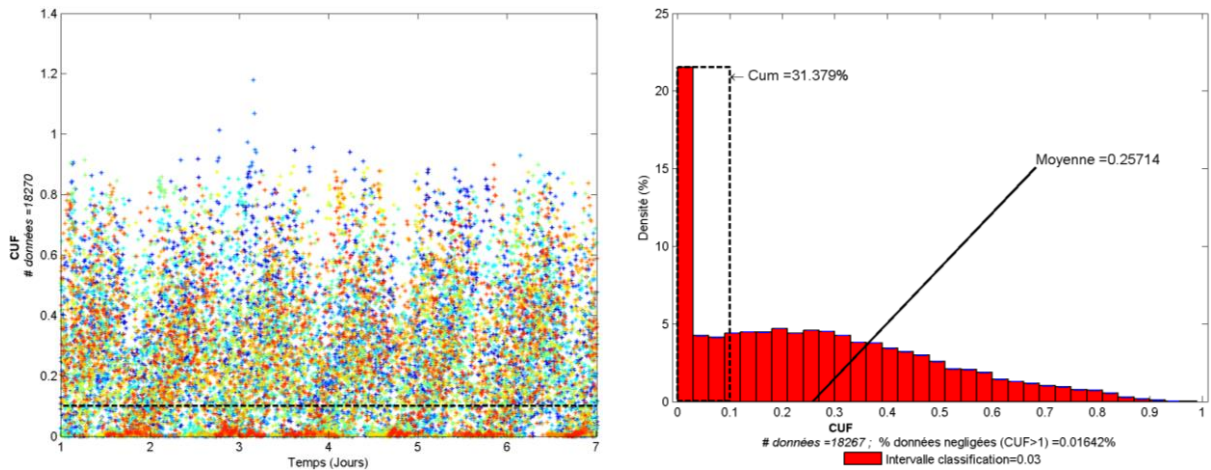 1.4
1.2
1
0.8
0.6
0.4
0.2
0
CUF
# données =18270
1 2 3 4 5 6 7
Temps (Jours)
25
20
15
10
5
0
Densité (%)
← Cum =31.379%
Moyenne =0.25714
0 0.1 0.2 0.3 0.4 0.5 0.6 0.7 0.8 0.9 1
CUF
# données =18267 ; % données negligées (CUF>1) =0.01642%
Intervalle classification=0.03